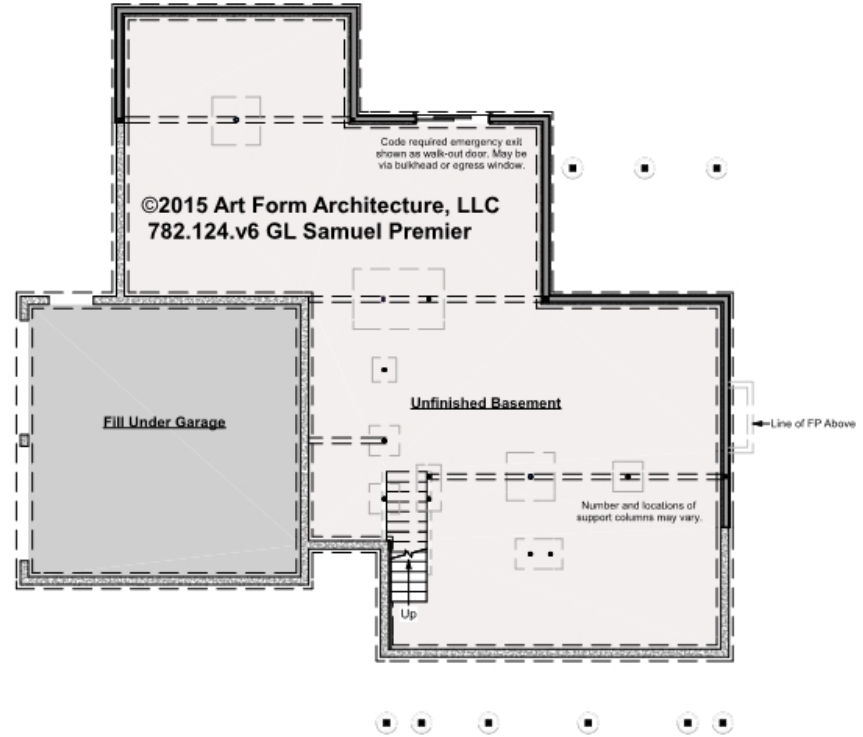 Code required emergency exit
shown as walk-out door. May be
via bulkhead or egress window.
©2015 Art Form Architecture, LLC
782.124.v6 GL Samuel Premier
Unfinished Basement
Fill Under Garage
Line of FP Above
Number and locations of
support columns may vary.
Up